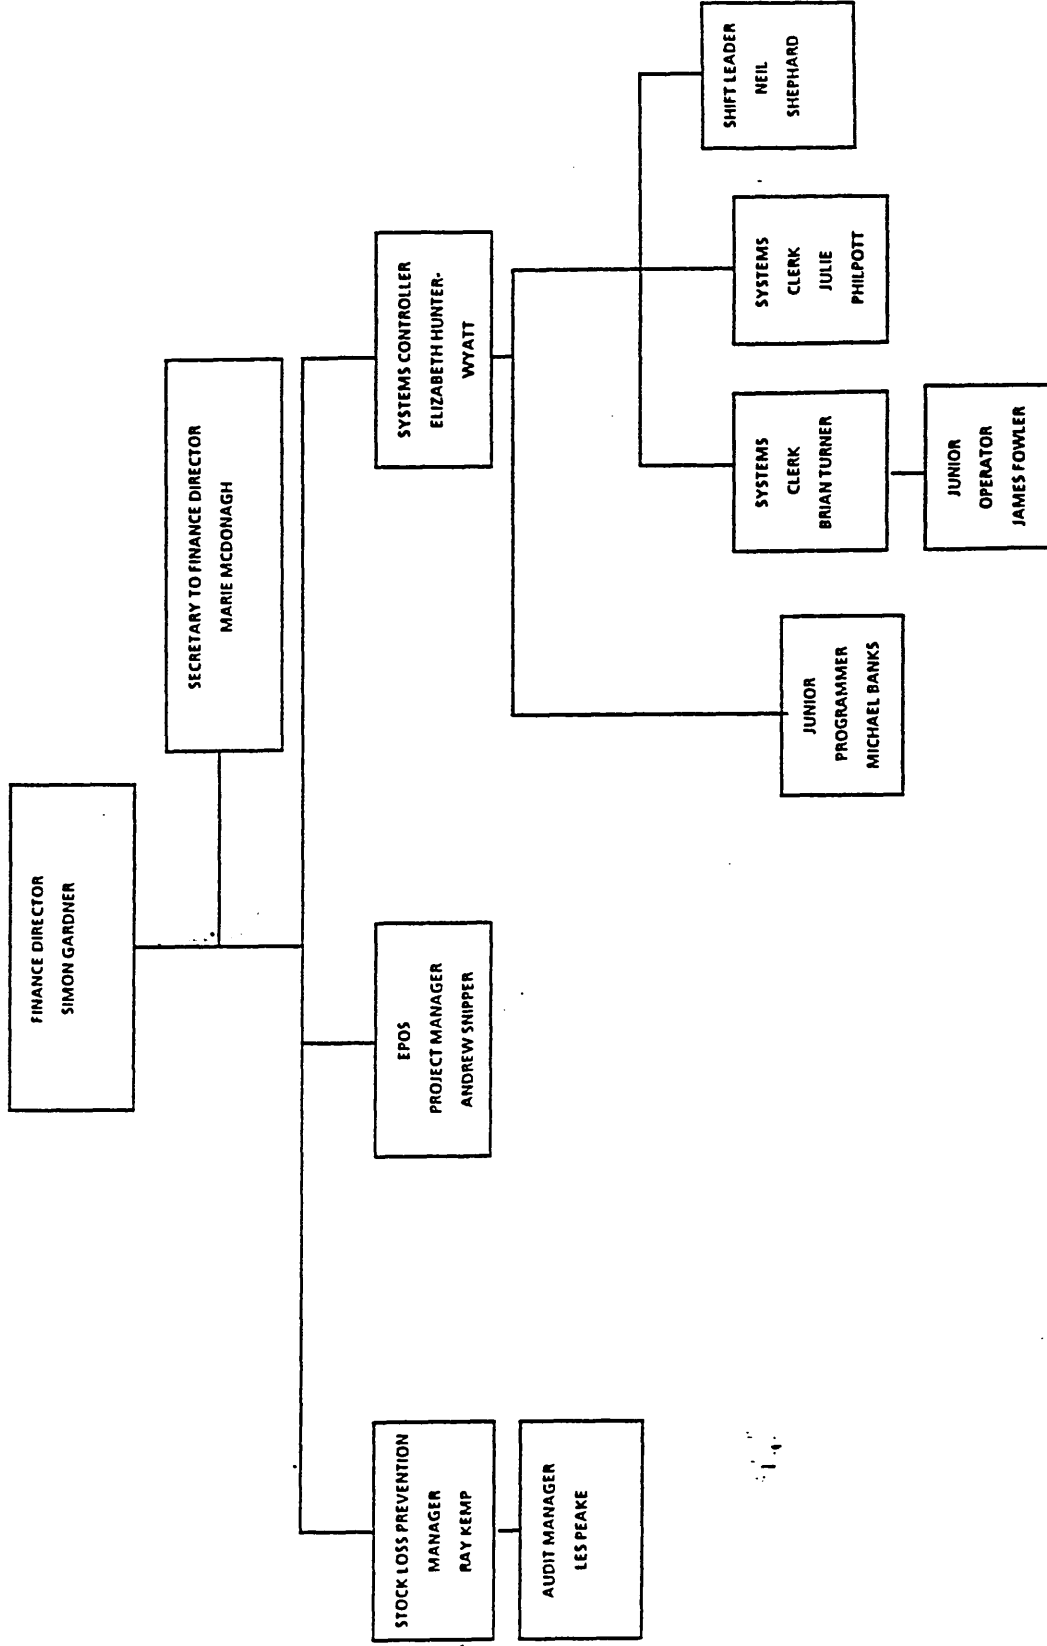 FINANCE DIRECTOR
SIMON GARDNER
SECRETARY TO FINANCE DIRECTOR
MARIE MCDONAGH
STOCK LOSS PREVENTION
MANAGER
RAY KEMP
EPOS
PROJECT MANAGER
ANDREW SNIPPER
SYSTEMS CONTROLLER
ELIZABETH HUNTER-
WYATT
AUDIT MANAGER
LES PEAKE
JUNIOR
PROGRAMMER
MICHAEL BANKS
SYSTEMS
CLERK
BRIAN TURNER
SYSTEMS
CLERK
JULIE
PHILPOTT
SHIFT LEADER
NEIL
SHEPHARD
JUNIOR
OPERATOR
JAMES FOWLER